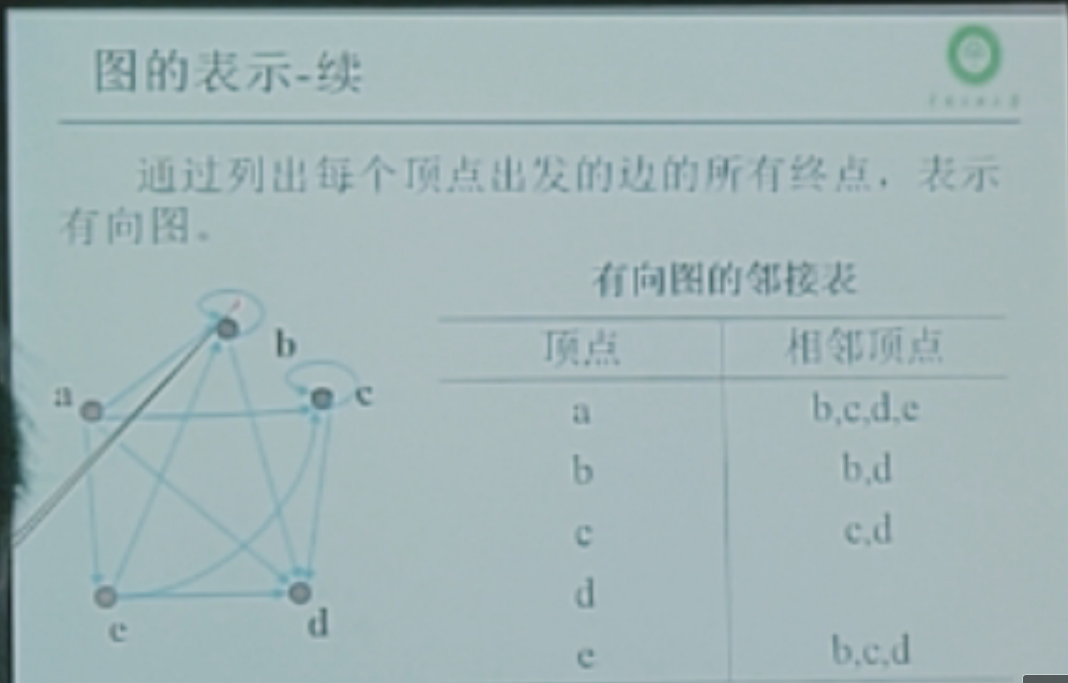 图的表示-续
通过列出每个顶点出发的边的所有终点，表示
有向图。
有向图的邻接表
顶点 相邻顶点
a b,c,d,e
b b,d
c c,d
d
e b,c,d
b
a
c
e
d